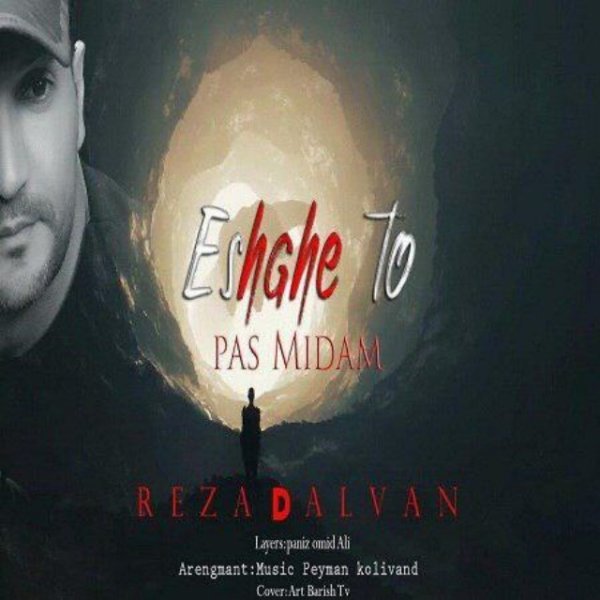 Eshghe to
PAS MIDAM
REZA DALVAN
Layers:paniz omid Ali
Arengmant:Music Peyman kolivand
Cover:Art Barish Tv